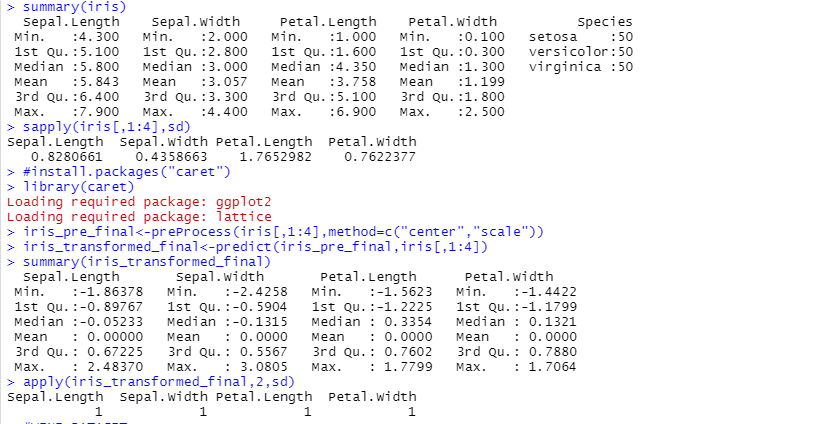 > summary(iris)
  Sepal.Length    Sepal.Width     Petal.Length    Petal.Width          Species
 Min.   :4.300   Min.   :2.000   Min.   :1.000   Min.   :0.100   setosa    :50
 1st Qu.:5.100   1st Qu.:2.800   1st Qu.:1.600   1st Qu.:0.300   versicolor:50
 Median :5.800   Median :3.000   Median :4.350   Median :1.300   virginica :50
 Mean   :5.843   Mean   :3.057   Mean   :3.758   Mean   :1.199
 3rd Qu.:6.400   3rd Qu.:3.300   3rd Qu.:5.100   3rd Qu.:1.800
 Max.   :7.900   Max.   :4.400   Max.   :6.900   Max.   :2.500
> sapply(iris[,1:4],sd)
Sepal.Length  Sepal.Width Petal.Length  Petal.Width
   0.8280661    0.4358663    1.7652982    0.7622377
> #install.packages("caret")
> library(caret)
Loading required package: ggplot2
Loading required package: lattice
> iris_pre_final<-preProcess(iris[,1:4],method=c("center","scale"))
> iris_transformed_final<-predict(iris_pre_final,iris[,1:4])
> summary(iris_transformed_final)
  Sepal.Length       Sepal.Width       Petal.Length      Petal.Width
 Min.   :-1.86378   Min.   :-2.4258   Min.   :-1.5623   Min.   :-1.4422
 1st Qu.:-0.89767   1st Qu.:-0.5904   1st Qu.:-1.2225   1st Qu.:-1.1799
 Median :-0.05233   Median :-0.1315   Median : 0.3354   Median : 0.1321
 Mean   : 0.00000   Mean   : 0.0000   Mean   : 0.0000   Mean   : 0.0000
 3rd Qu.: 0.67225   3rd Qu.: 0.5567   3rd Qu.: 0.7602   3rd Qu.: 0.7880
 Max.   : 2.48370   Max.   : 3.0805   Max.   : 1.7799   Max.   : 1.7064
> apply(iris_transformed_final,2,sd)
Sepal.Length  Sepal.Width Petal.Length  Petal.Width
           1            1            1            1